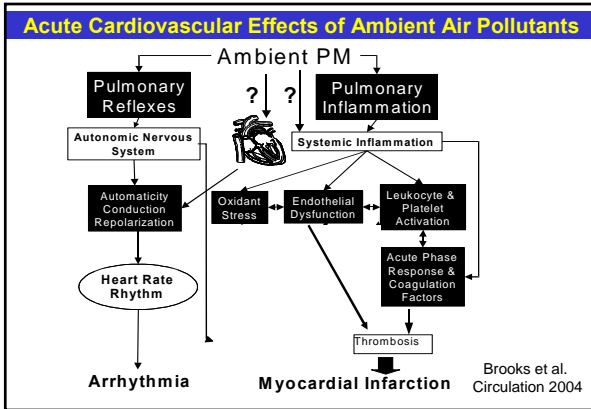 Acute Cardiovascular Effects of Ambient Air Pollutants
Ambient PM
Pulmonary
Reflexes
?
?
Pulmonary
Inflammation
Autonomic Nervous
System
Systemic Inflammation
Automaticity
Conduction
Repolarization
Oxidant
Stress
Endothelial
Dysfunction
Leukocyte &
Platelet
Activation
Acute Phase
Response &
Coagulation
Factors
Heart Rate
Rhythm
Thrombosis
Arrhythmia
Myocardial Infarction
Brooks et al.
Circulation 2004